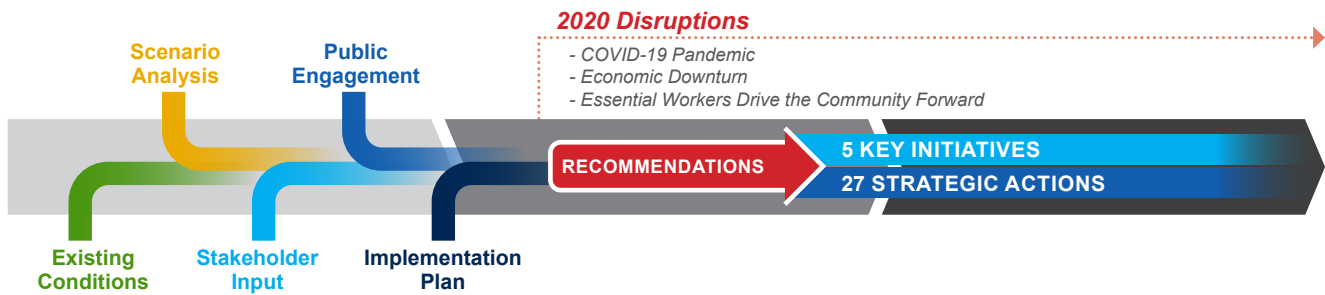 2020 Disruptions
- COVID-19 Pandemic
- Economic Downturn
- Essential Workers Drive the Community Forward
Scenario
Analysis
Public
Engagement
RECOMMENDATIONS
5 KEY INITIATIVES
27 STRATEGIC ACTIONS
Existing
Conditions
Stakeholder
Input
Implementation
Plan